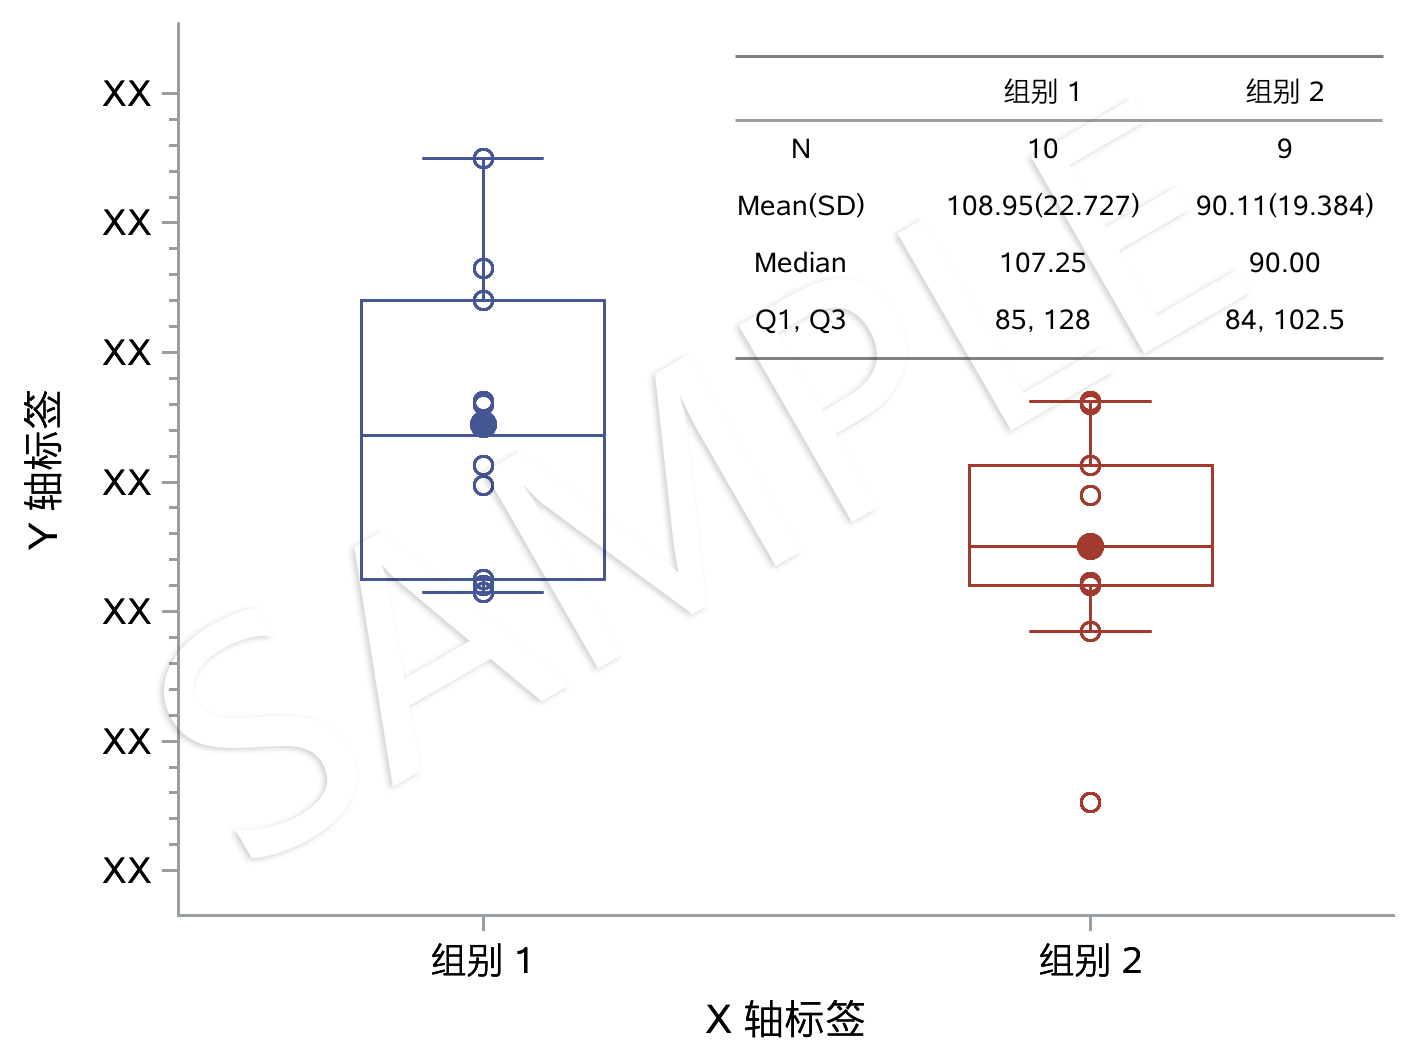 XX
XX
XX
XX
XX
XX
XX
Y 轴标签
组别 1 组别 2
N 10 9
Mean(SD) 108.95(22.727) 90.11(19.384)
Median 107.25 90.00
Q1, Q3 85, 128 84, 102.5
SAMPLE
组别 1 组别 2
X 轴标签